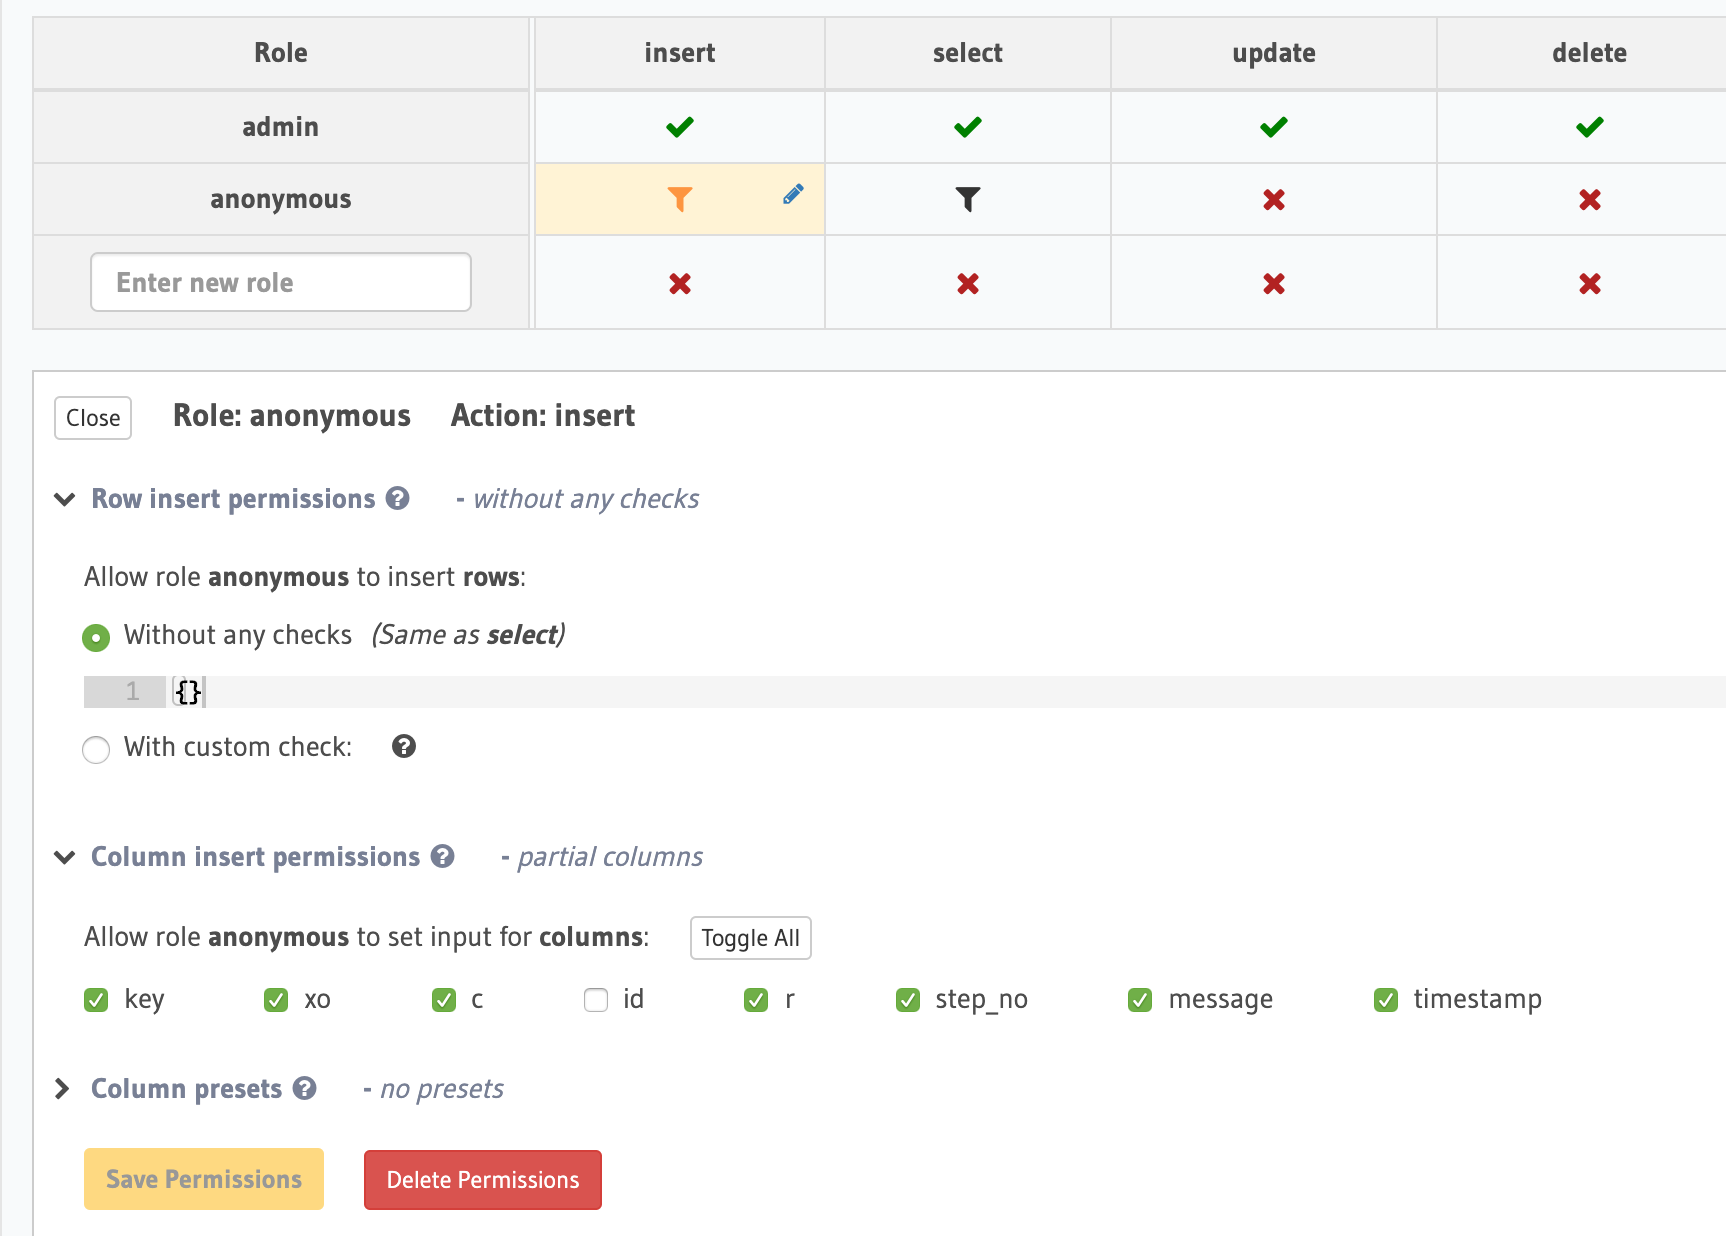 Role insert select update delete
admin
anonymous
Enter new role
Close Role: anonymous Action: insert
Row insert permissions - without any checks
Allow role anonymous to insert rows:
Without any checks (Same as select)
1 {}
With custom check:
Column insert permissions - partial columns
Allow role anonymous to set input for columns: Toggle All
key xo c id r step_no message timestamp
Column presets - no presets
Save Permissions Delete Permissions